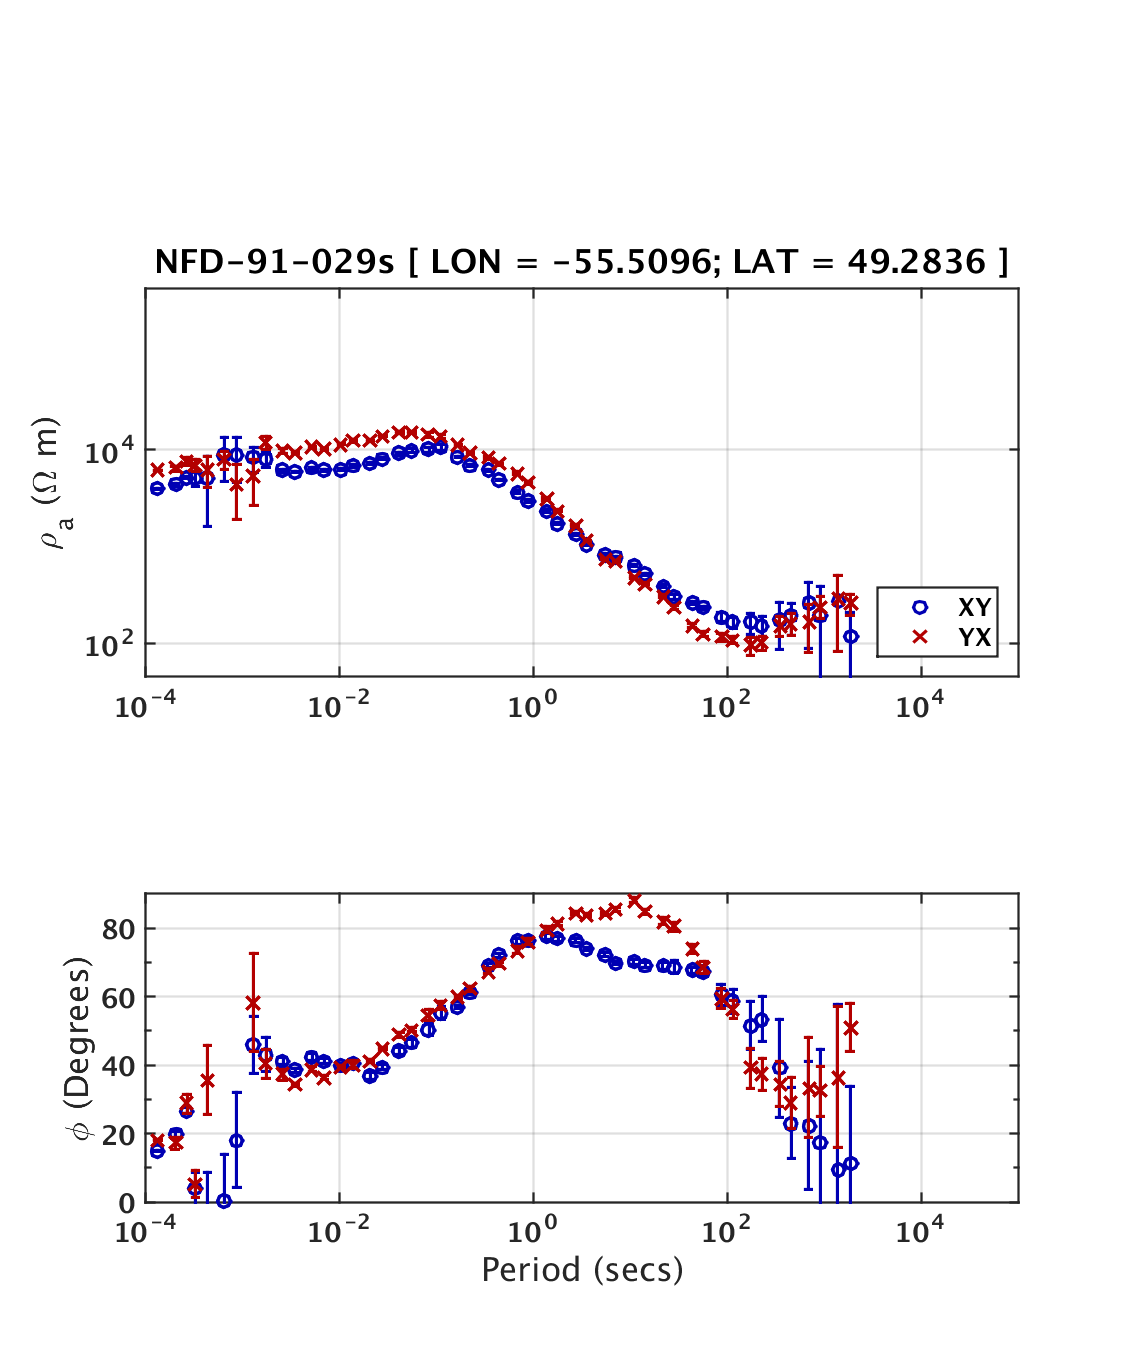 NFD-91-029s [ LON = -55.5096; LAT = 49.2836 ]
ρa (Ω m)
10^4
10^2
XY
YX
10^-4 10^-2 10^0 10^2 10^4
ϕ (Degrees)
80
60
40
20
0
10^-4 10^-2 10^0 10^2 10^4
Period (secs)